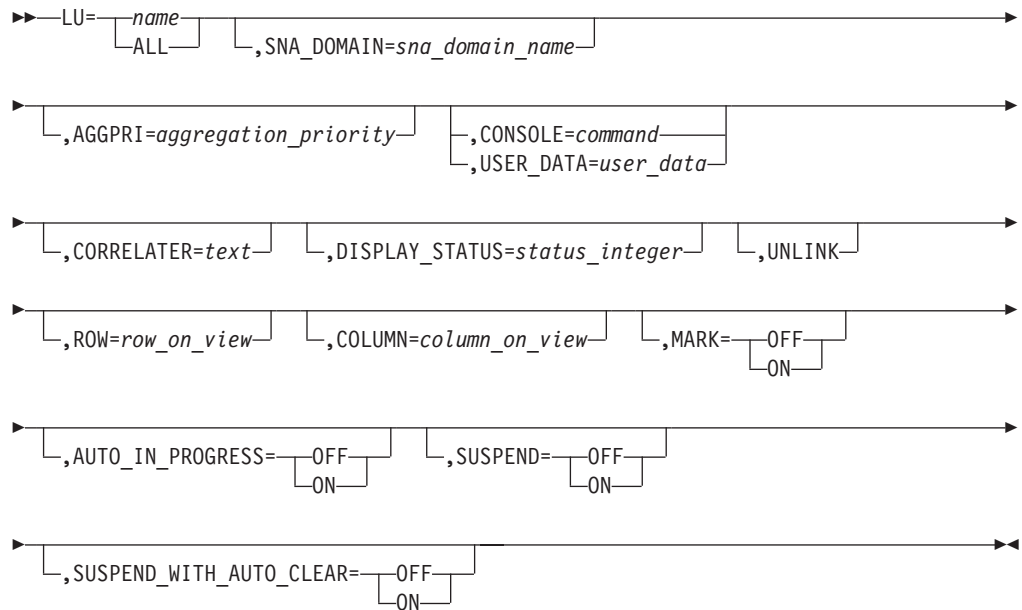 LU= name
ALL
,SNA_DOMAIN=sna_domain_name
,AGGPRI=aggregation_priority
,CONSOLE=command
,USER_DATA=user_data
,CORRELATER=text
,DISPLAY_STATUS=status_integer
,UNLINK
,ROW=row_on_view
,COLUMN=column_on_view
,MARK= OFF
ON
,AUTO_IN_PROGRESS= OFF
ON
,SUSPEND= OFF
ON
,SUSPEND_WITH_AUTO_CLEAR= OFF
ON